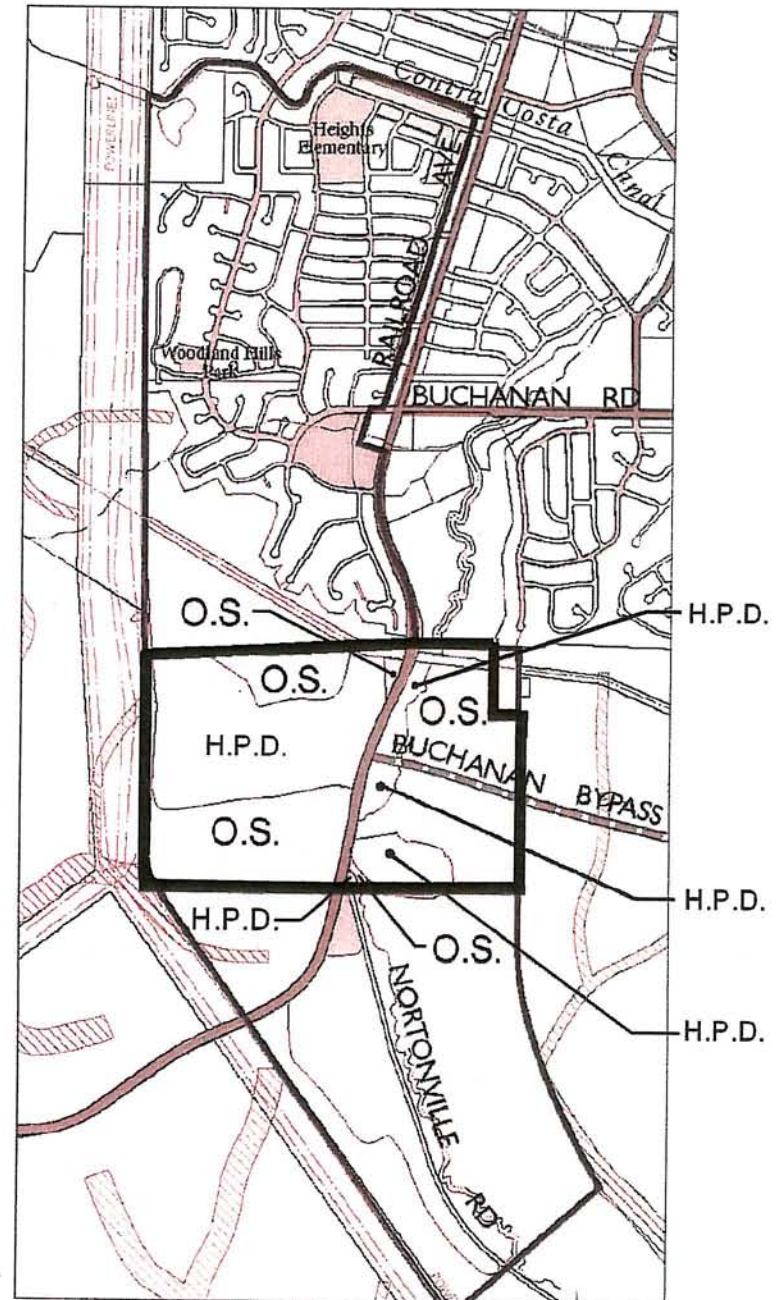 Contra Costa Canal
POWERLINE
Heights
Elementary
RAILROAD AVE
Woodland Hills
Park
BUCHANAN RD
O.S.
H.P.D.
O.S.
O.S.
H.P.D.
BUCHANAN BYPASS
O.S.
H.P.D.
H.P.D.
O.S.
H.P.D.
NORTONVILLE RD